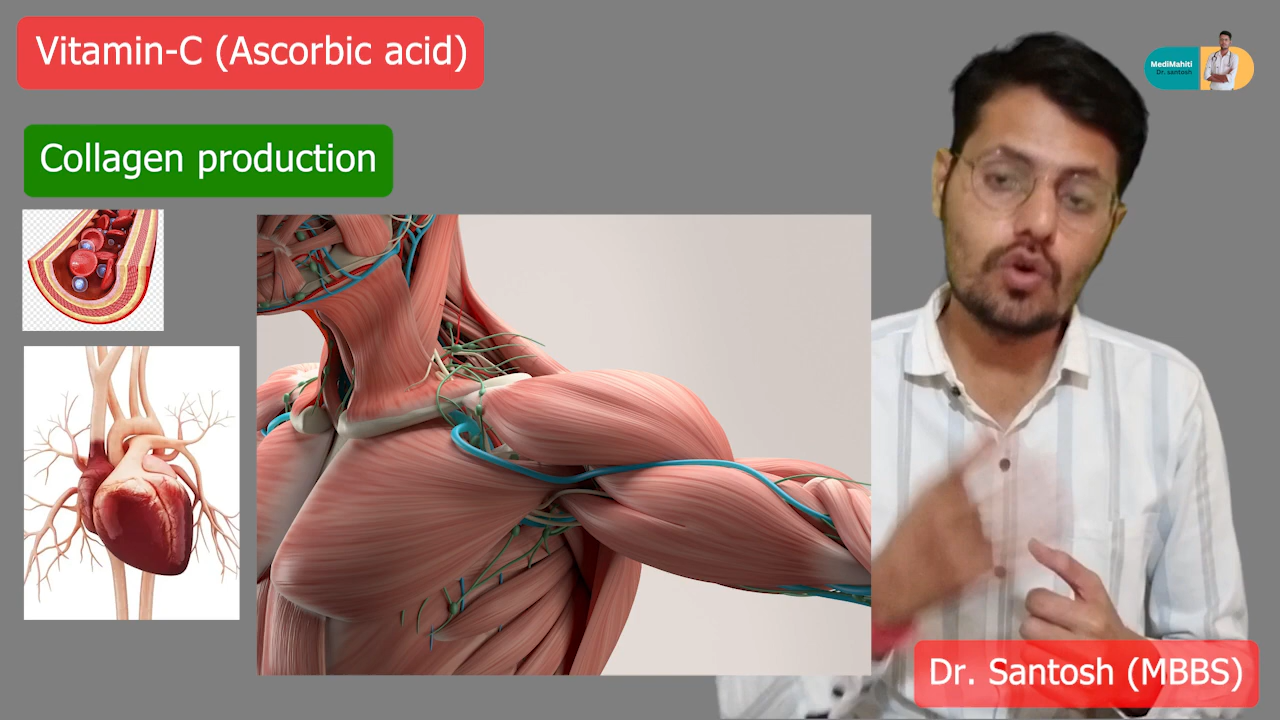 Vitamin-C (Ascorbic acid)
Collagen production
MediMahiti
Dr. santosh
Dr. Santosh (MBBS)